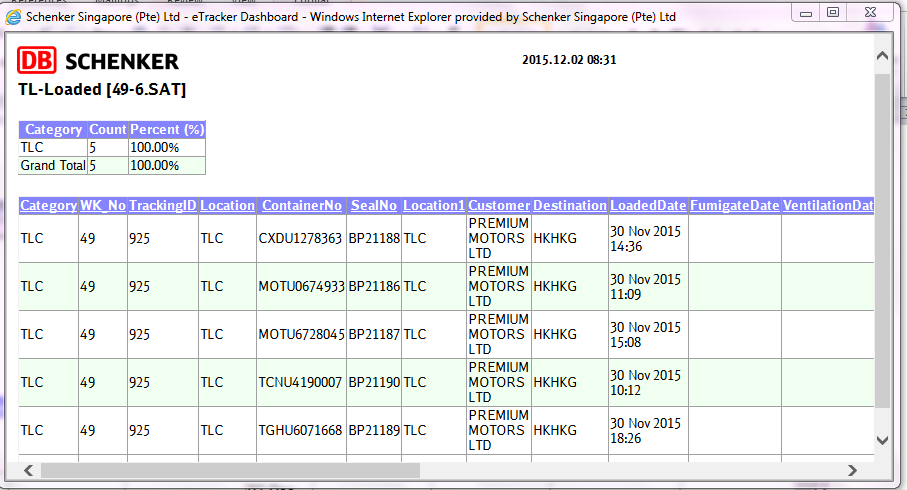 Schenker Singapore (Pte) Ltd - eTracker Dashboard - Windows Internet Explorer provided by Schenker Singapore (Pte) Ltd
DB SCHENKER 2015.12.02 08:31
TL-Loaded [49-6.SAT]
Category Count Percent (%)
TLC 5 100.00%
Grand Total 5 100.00%
Category WK_No TrackingID Location ContainerNo SealNo Location1 Customer Destination LoadedDate FumigateDate VentilationDat
TLC 49 925 TLC CXDU1278363 BP21188 TLC PREMIUM MOTORS LTD HKHKG 30 Nov 2015 14:36
TLC 49 925 TLC MOTU0674933 BP21186 TLC PREMIUM MOTORS LTD HKHKG 30 Nov 2015 11:09
TLC 49 925 TLC MOTU6728045 BP21187 TLC PREMIUM MOTORS LTD HKHKG 30 Nov 2015 15:08
TLC 49 925 TLC TCNU4190007 BP21190 TLC PREMIUM MOTORS LTD HKHKG 30 Nov 2015 10:12
TLC 49 925 TLC TGHU6071668 BP21189 TLC PREMIUM MOTORS LTD HKHKG 30 Nov 2015 18:26